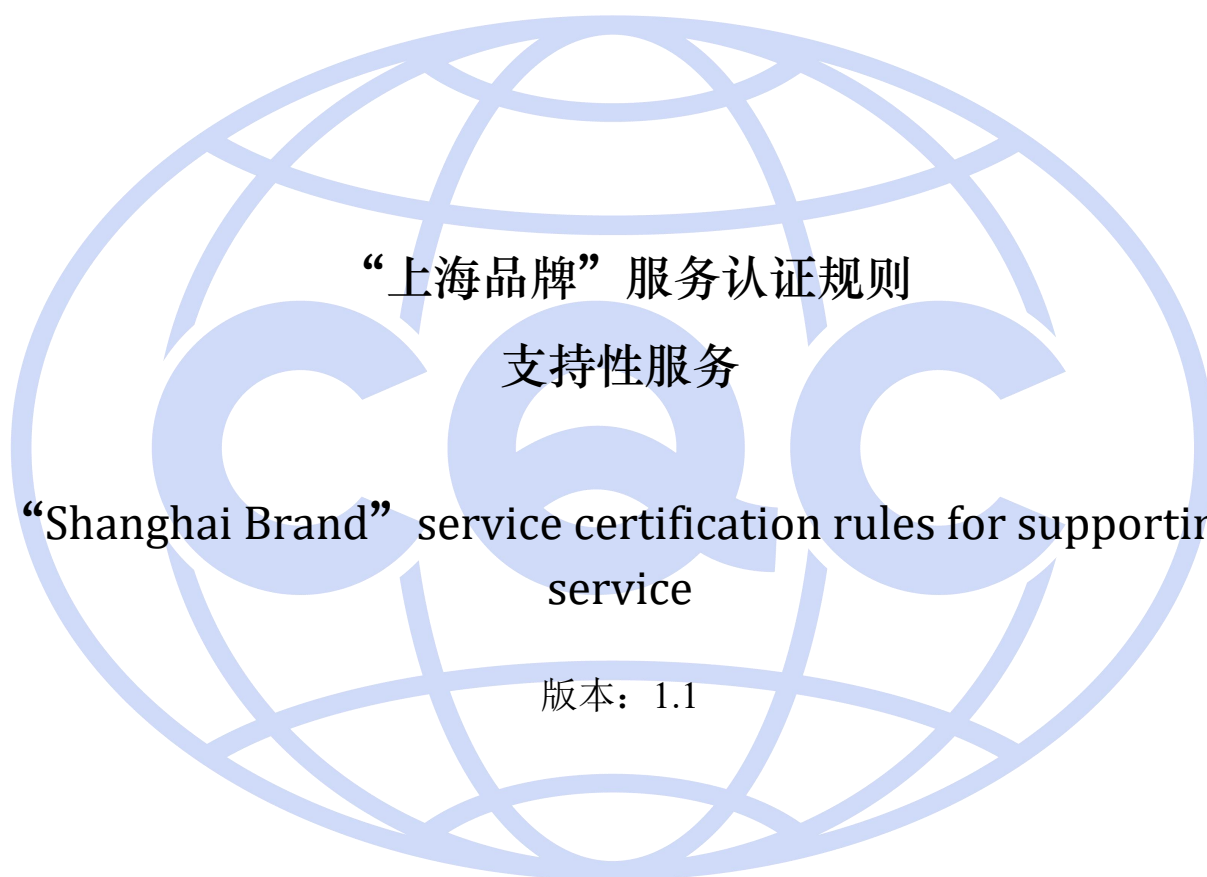 “上海品牌”服务认证规则
支持性服务
“Shanghai Brand” service certification rules for supportin
service
版本：1.1
CQC